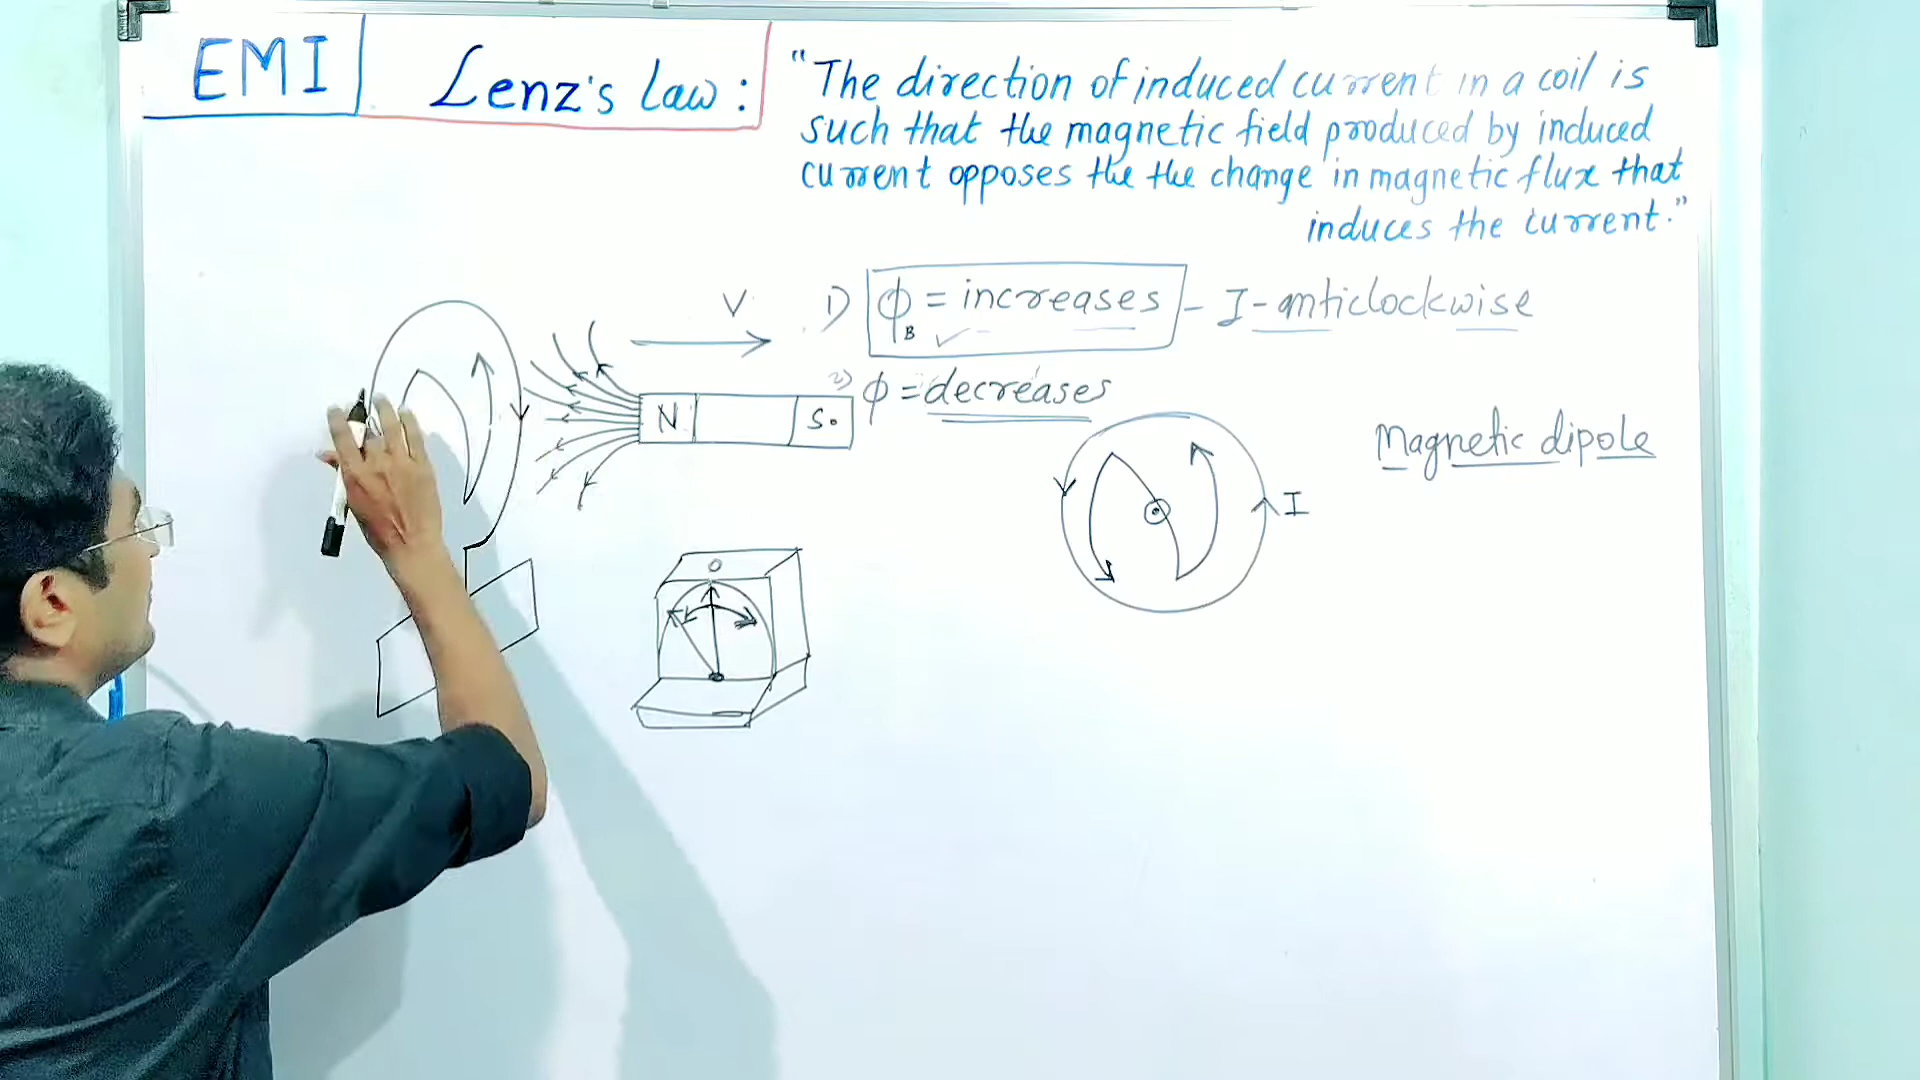 EMI
Lenz's Law :
"The direction of induced current in a coil is
such that the magnetic field produced by induced
current opposes the the change in magnetic flux that
induces the current."
V
1) ϕB = increases - I - anticlockwise
2) ϕ = decreases
N
S
Magnetic dipole
I
0